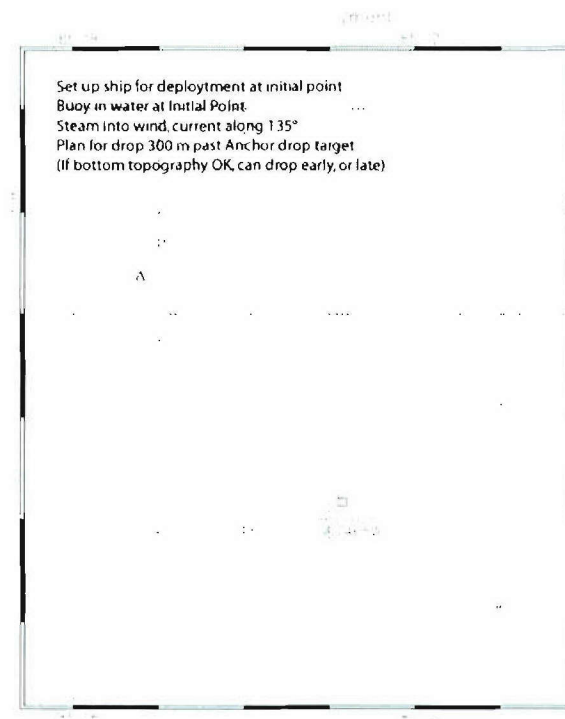 Set up ship for deploytment at initial point
Buoy in water at Initial Point
Steam into wind, current along 135°
Plan for drop 300 m past Anchor drop target
(If bottom topography OK, can drop early, or late)